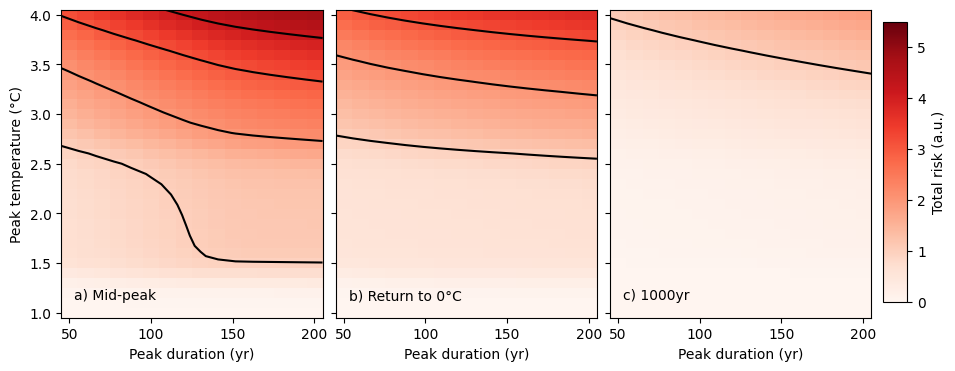 4.0
3.5
3.0
2.5
2.0
1.5
1.0
Peak temperature (°C)
a) Mid-peak
50 100 150 200
Peak duration (yr)
b) Return to 0°C
50 100 150 200
Peak duration (yr)
c) 1000yr
50 100 150 200
Peak duration (yr)
5
4
3
2
1
0
Total risk (a.u.)